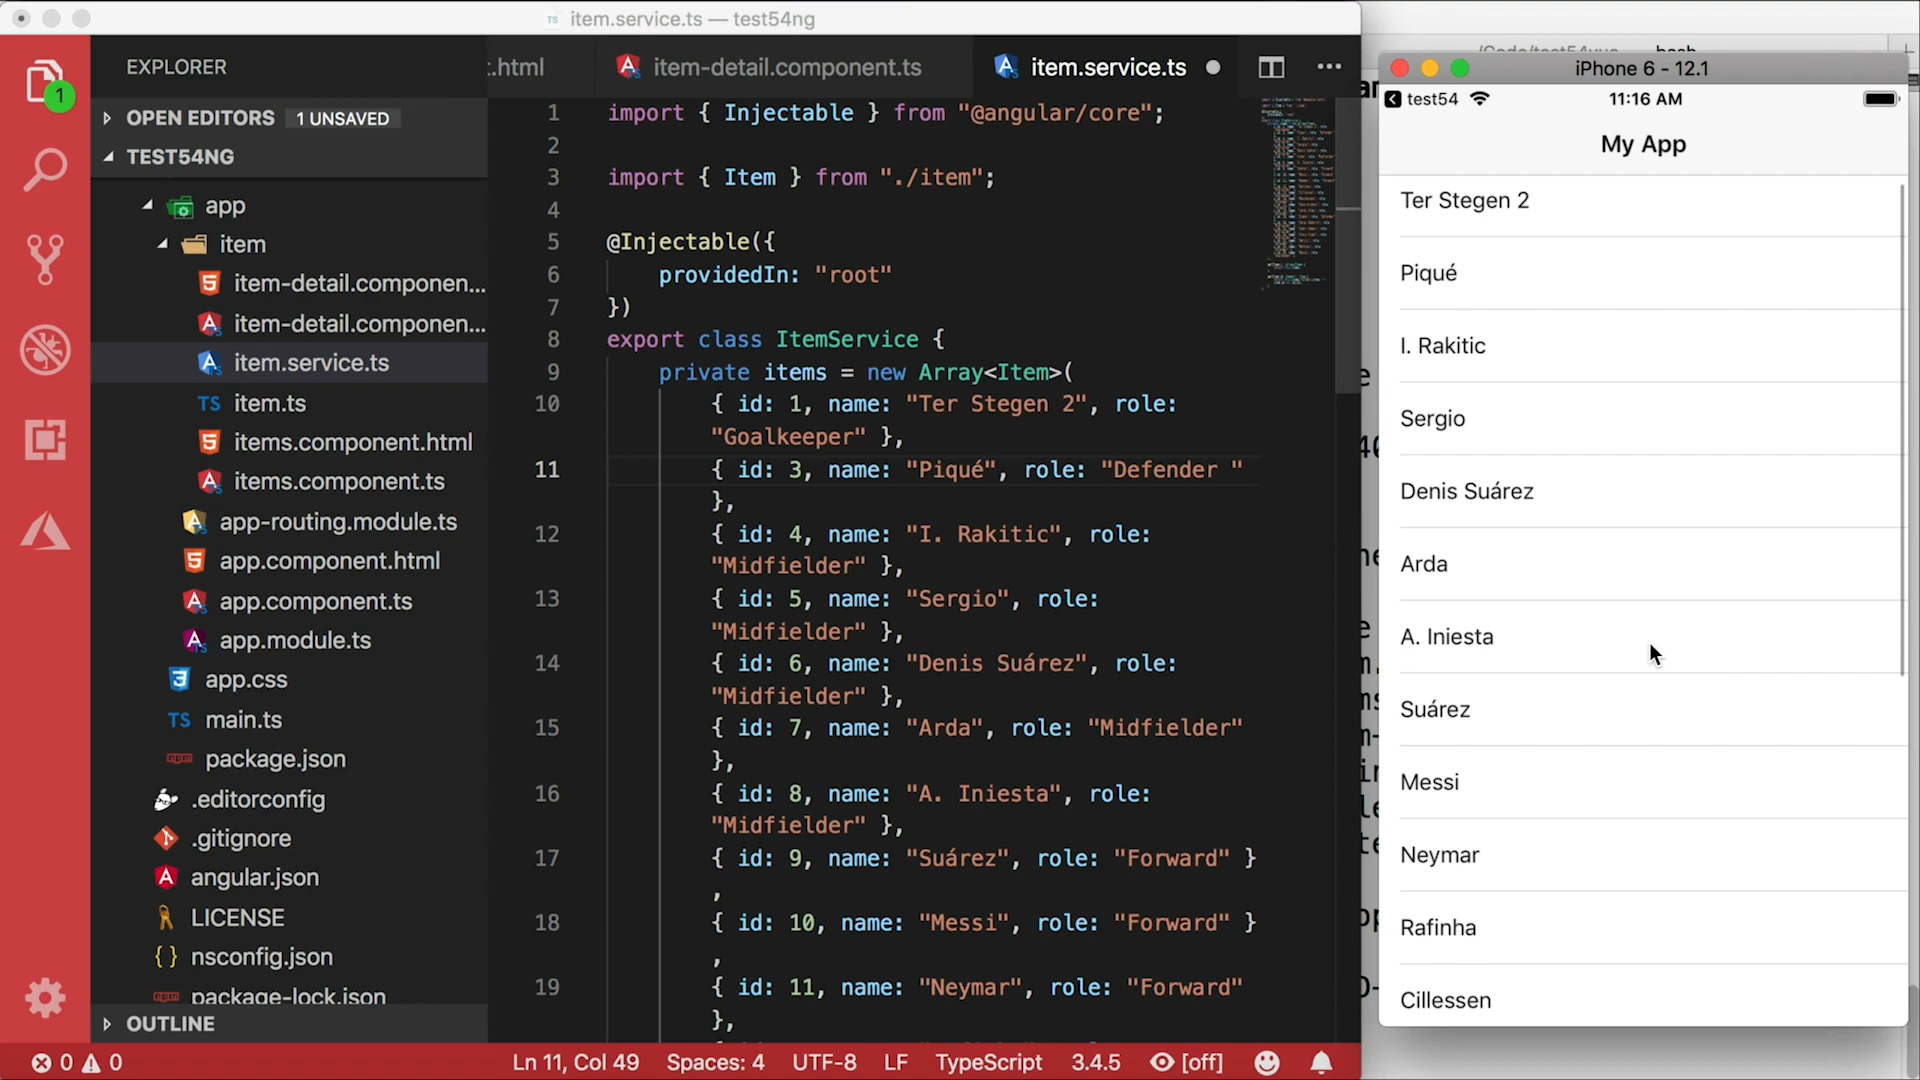 item.service.ts — test54ng
EXPLORER
OPEN EDITORS 1 UNSAVED
TEST54NG
app
item
item-detail.componen...
item-detail.componen...
item.service.ts
TS item.ts
items.component.html
items.component.ts
app-routing.module.ts
app.component.html
app.component.ts
app.module.ts
app.css
TS main.ts
package.json
.editorconfig
.gitignore
angular.json
LICENSE
nsconfig.json
package-lock.json
OUTLINE
1
.html
item-detail.component.ts
item.service.ts
1 import { Injectable } from "@angular/core";
2
3 import { Item } from "./item";
4
5 @Injectable({
6 providedIn: "root"
7 })
8 export class ItemService {
9 private items = new Array<Item>(
10 { id: 1, name: "Ter Stegen 2", role:
"Goalkeeper" },
11 { id: 3, name: "Piqué", role: "Defender "
},
12 { id: 4, name: "I. Rakitic", role:
"Midfielder" },
13 { id: 5, name: "Sergio", role:
"Midfielder" },
14 { id: 6, name: "Denis Suárez", role:
"Midfielder" },
15 { id: 7, name: "Arda", role: "Midfielder"
},
16 { id: 8, name: "A. Iniesta", role:
"Midfielder" },
17 { id: 9, name: "Suárez", role: "Forward" }
,
18 { id: 10, name: "Messi", role: "Forward" }
,
19 { id: 11, name: "Neymar", role: "Forward"
},
0 0
Ln 11, Col 49 Spaces: 4 UTF-8 LF TypeScript 3.4.5 [off]
iPhone 6 - 12.1
test54 11:16 AM
My App
Ter Stegen 2
Piqué
I. Rakitic
Sergio
Denis Suárez
Arda
A. Iniesta
Suárez
Messi
Neymar
Rafinha
Cillessen